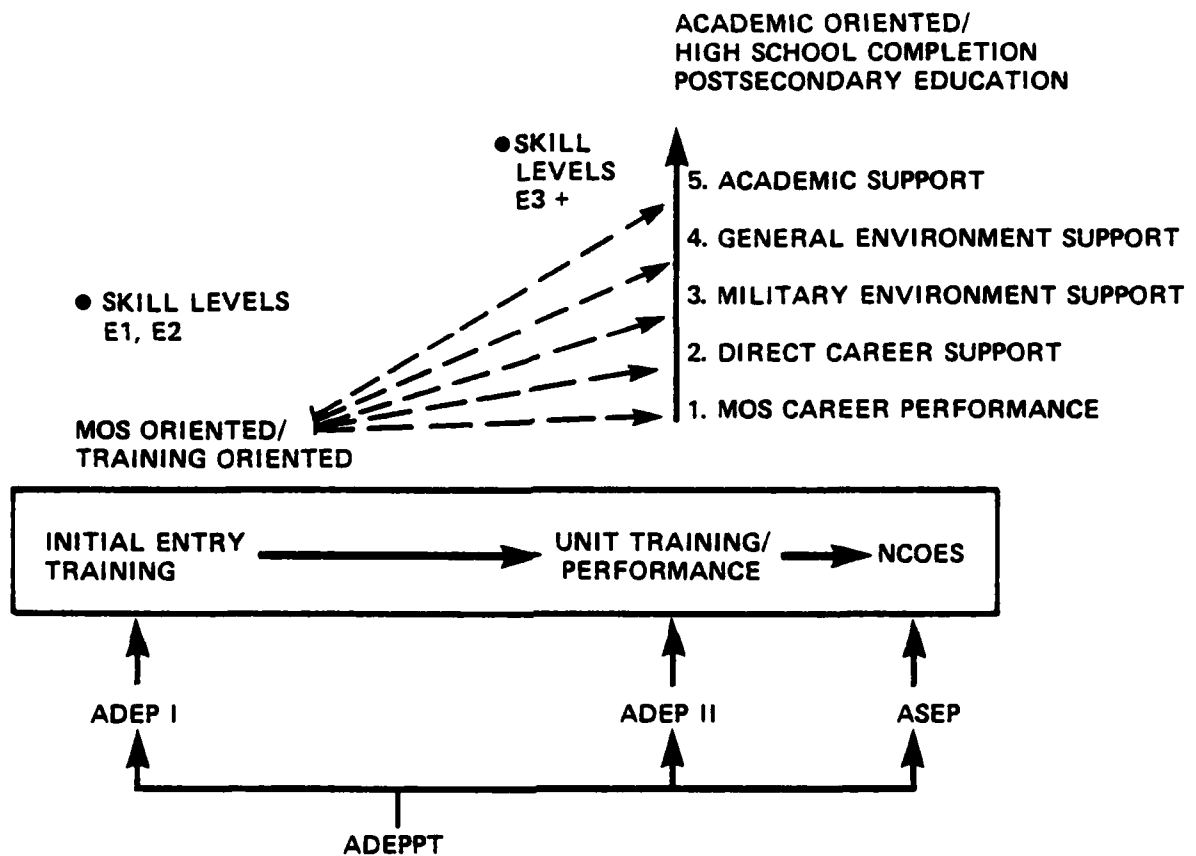 ACADEMIC ORIENTED/
HIGH SCHOOL COMPLETION
POSTSECONDARY EDUCATION
● SKILL
LEVELS
E3 +
5. ACADEMIC SUPPORT
4. GENERAL ENVIRONMENT SUPPORT
3. MILITARY ENVIRONMENT SUPPORT
2. DIRECT CAREER SUPPORT
1. MOS CAREER PERFORMANCE
● SKILL LEVELS
E1, E2
MOS ORIENTED/
TRAINING ORIENTED
INITIAL ENTRY
TRAINING
UNIT TRAINING/
PERFORMANCE
NCOES
ADEP I
ADEP II
ASEP
ADEPPT